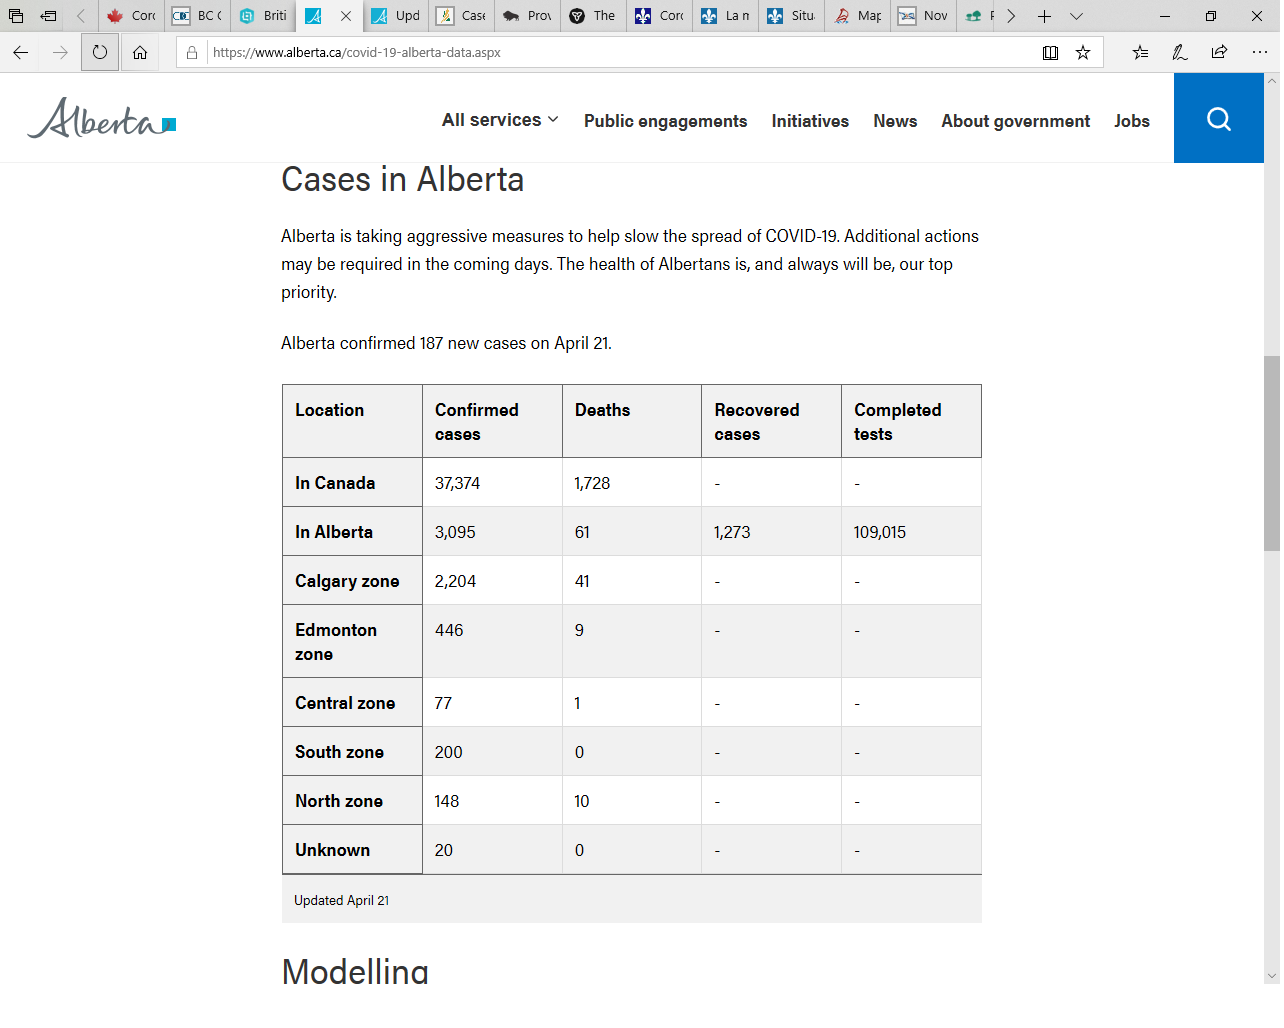 Corc
BC C
Briti
Upd
Case
Prov
The
Corc
La m
Situ
Map
Nov
https://www.alberta.ca/covid-19-alberta-data.aspx
Alberta
All services
Public engagements
Initiatives
News
About government
Jobs
Cases in Alberta
Alberta is taking aggressive measures to help slow the spread of COVID-19. Additional actions
may be required in the coming days. The health of Albertans is, and always will be, our top
priority.
Alberta confirmed 187 new cases on April 21.
Location Confirmed cases Deaths Recovered cases Completed tests
In Canada 37,374 1,728 - -
In Alberta 3,095 61 1,273 109,015
Calgary zone 2,204 41 - -
Edmonton zone 446 9 - -
Central zone 77 1 - -
South zone 200 0 - -
North zone 148 10 - -
Unknown 20 0 - -
Updated April 21
Modelling